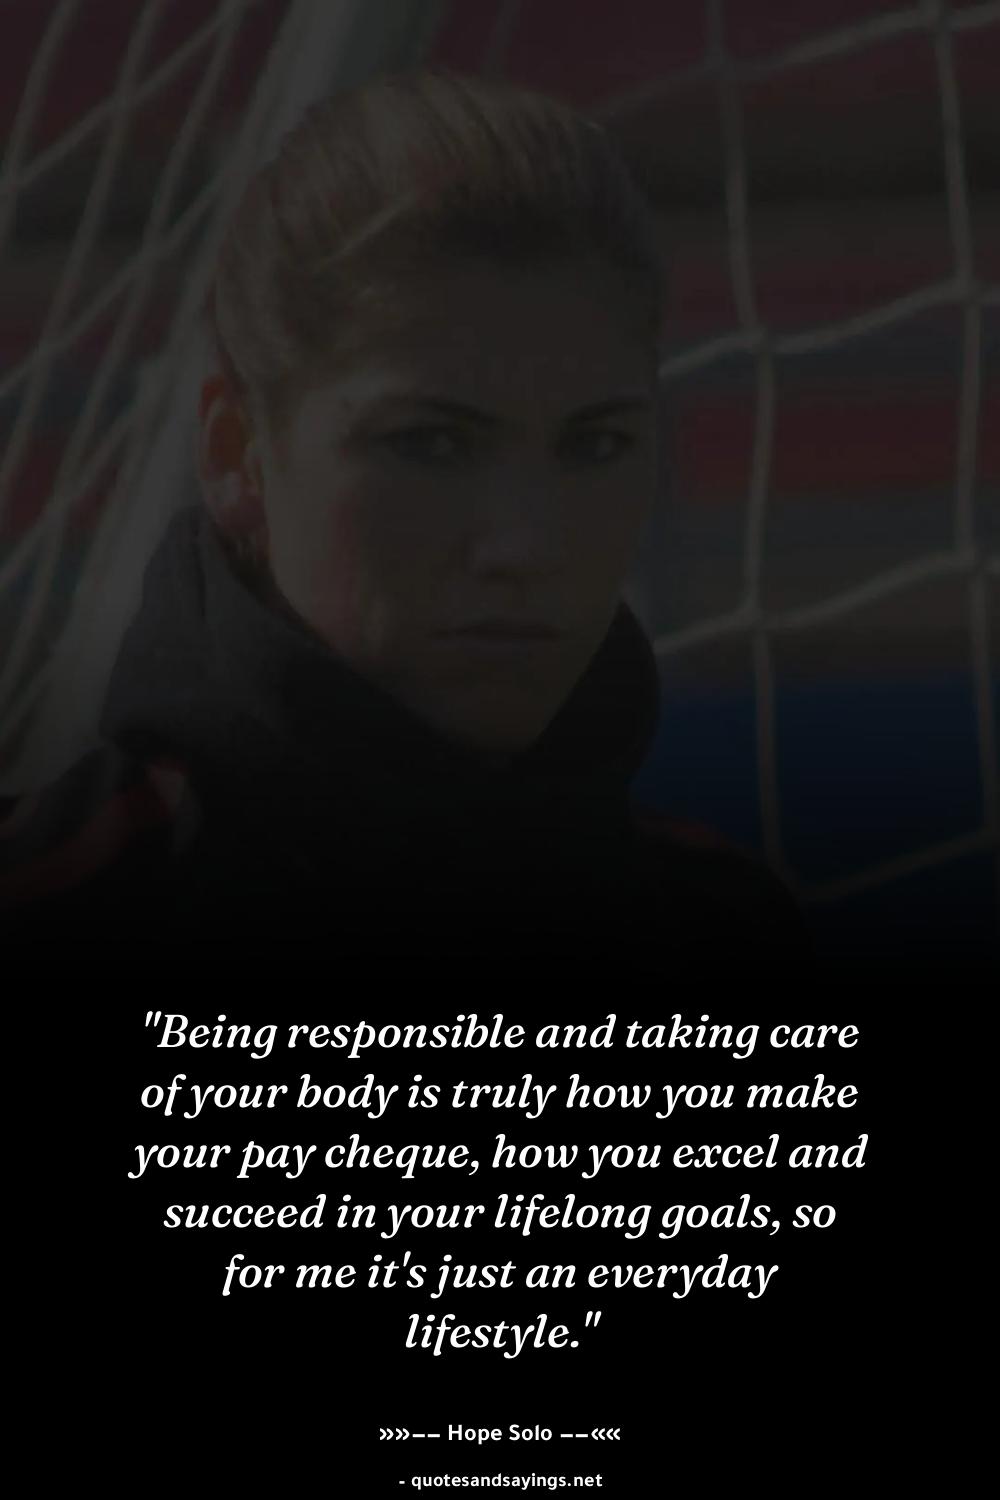 "Being responsible and taking care
of your body is truly how you make
your pay cheque, how you excel and
succeed in your lifelong goals, so
for me it's just an everyday
lifestyle."
»»–– Hope Solo ––««
- quotesandsayings.net